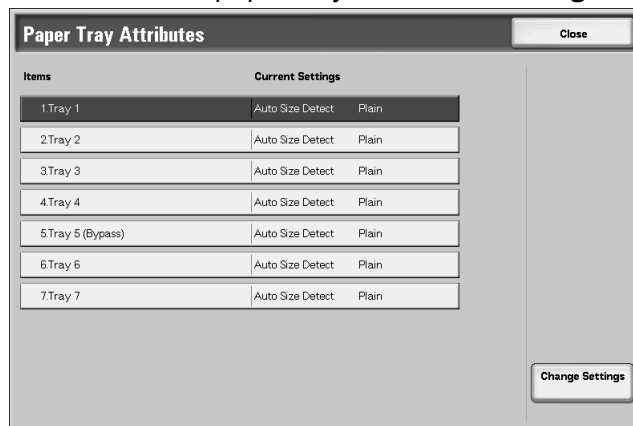 Paper Tray Attributes Close
Items Current Settings
1.Tray 1 Auto Size Detect Plain
2.Tray 2 Auto Size Detect Plain
3.Tray 3 Auto Size Detect Plain
4.Tray 4 Auto Size Detect Plain
5.Tray 5 (Bypass) Auto Size Detect Plain
6.Tray 6 Auto Size Detect Plain
7.Tray 7 Auto Size Detect Plain
Change Settings